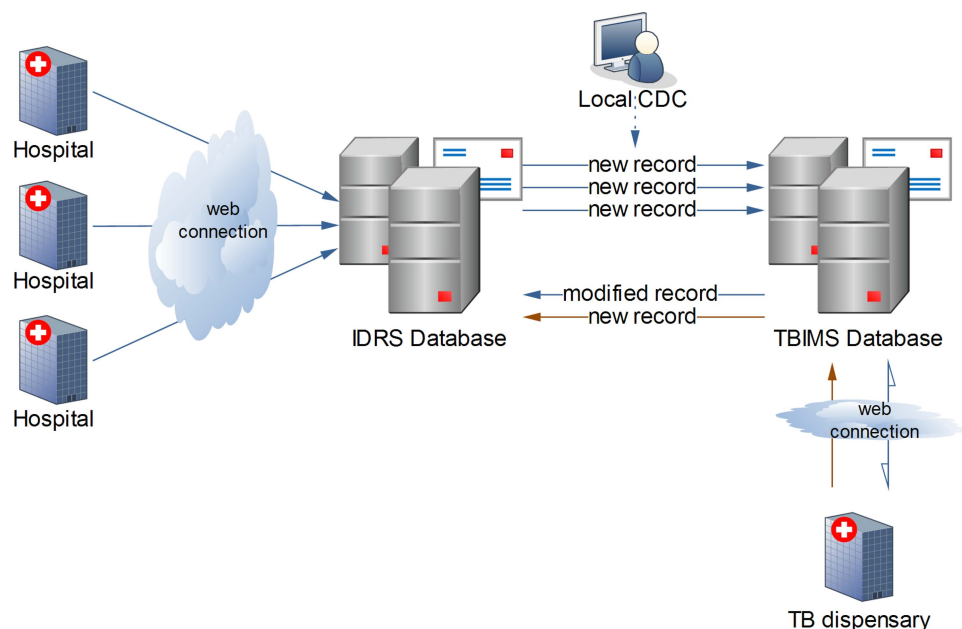 Local CDC
Hospital
Hospital
Hospital
web
connection
new record
new record
new record
modified record
new record
IDRS Database
TBIMS Database
web
connection
TB dispensary